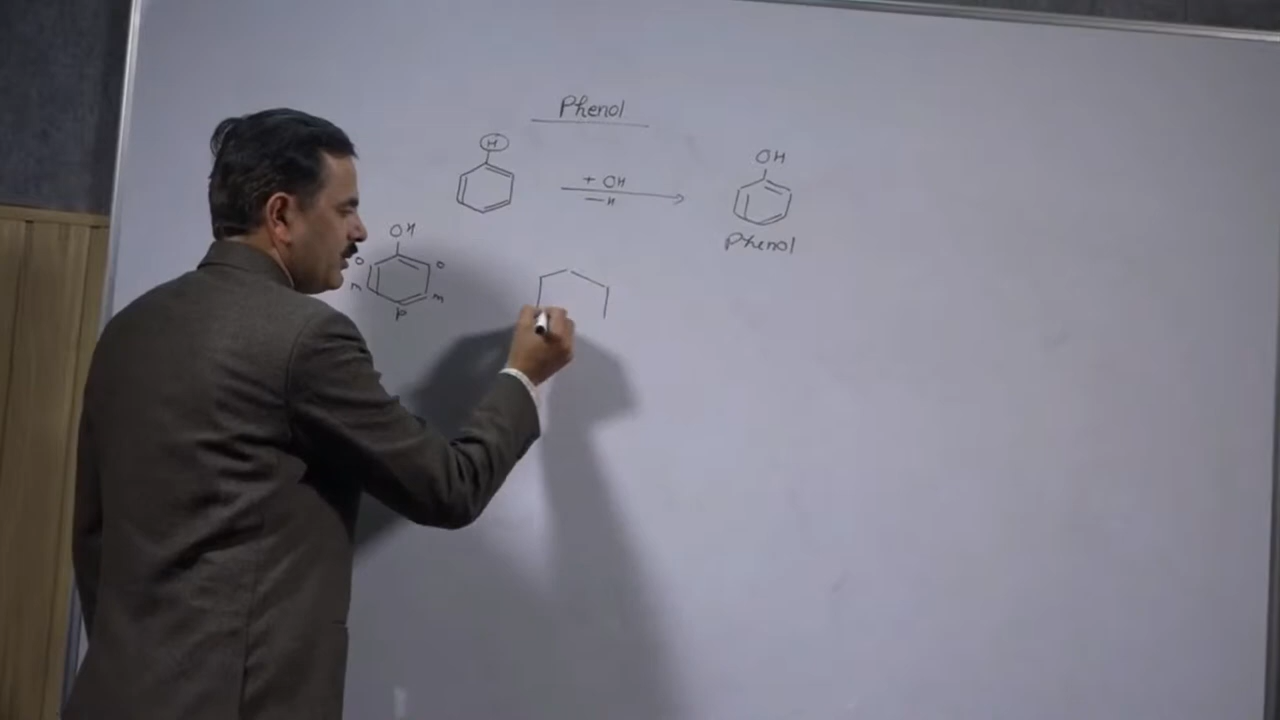 Phenol
H
+ OH
- H
OH
Phenol
OH
o o
m m
p